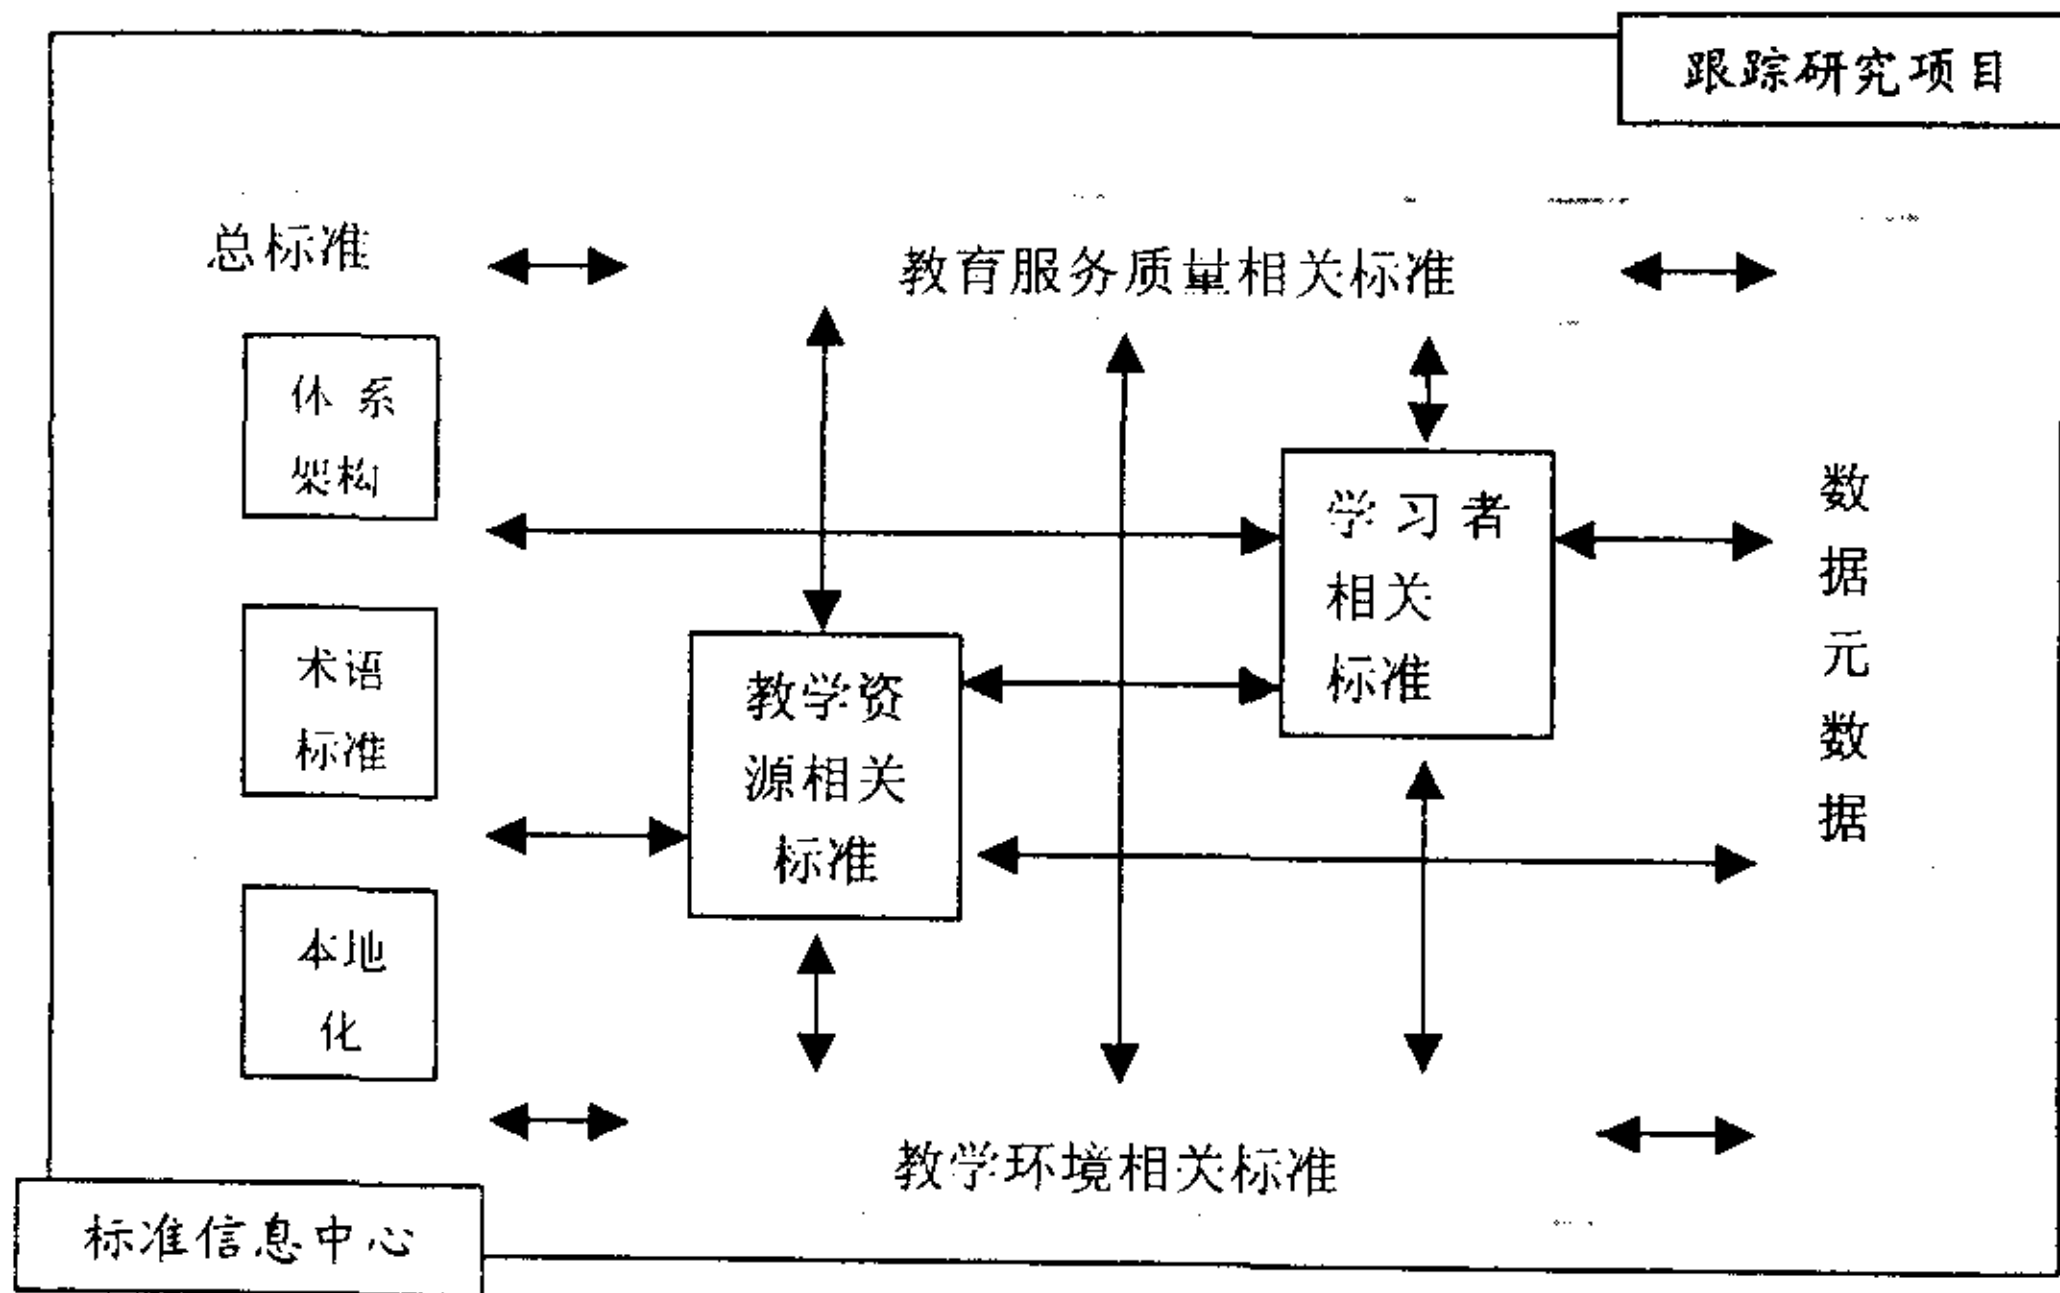 跟踪研究项目
总标准
教育服务质量相关标准
体系
架构
学习者
相关
标准
数
据
元
数
据
术语
标准
教学资
源相关
标准
本地
化
教学环境相关标准
标准信息中心